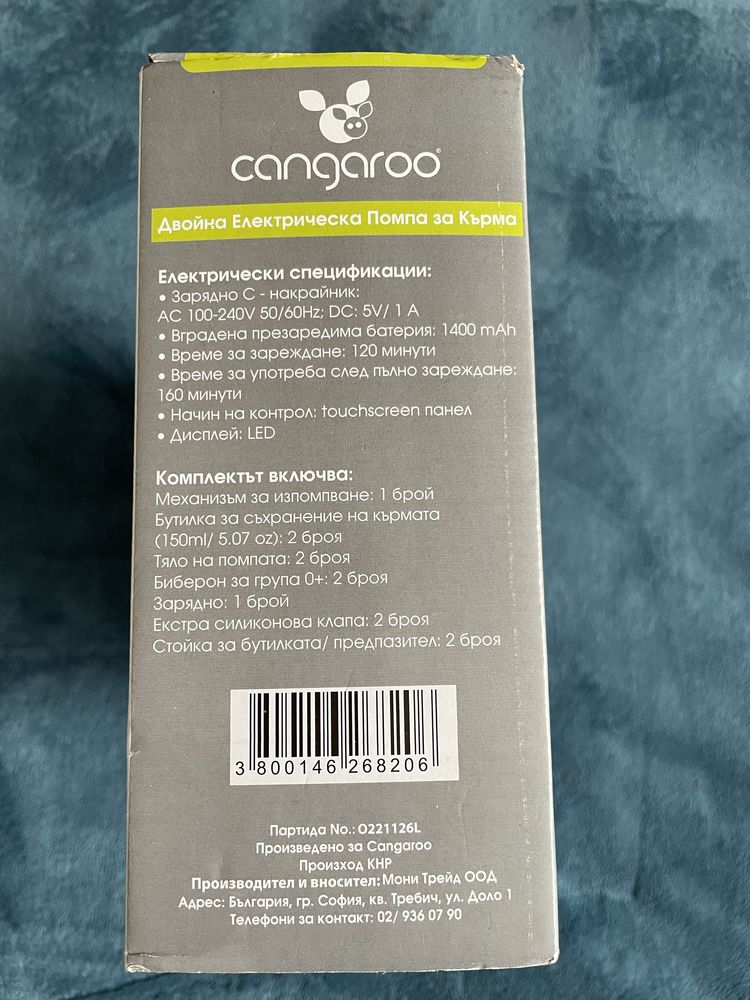 cangaroo®
Двойна Електрическа Помпа за Кърма
Електрически спецификации:
• Зарядно C - накрайник:
AC 100-240V 50/60Hz; DC: 5V/ 1 A
• Вградена презаредима батерия: 1400 mAh
• Време за зареждане: 120 минути
• Време за употреба след пълно зареждане:
160 минути
• Начин на контрол: touchscreen панел
• Дисплей: LED
Комплектът включва:
Механизъм за изпомпване: 1 брой
Бутилка за съхранение на кърмата
(150ml/ 5.07 oz): 2 броя
Тяло на помпата: 2 броя
Биберон за група 0+: 2 броя
Зарядно: 1 брой
Екстра силиконова клапа: 2 броя
Стойка за бутилката/ предпазител: 2 броя
3 800146 268206
Партида No.: O221126L
Произведено за Cangaroo
Произход КНР
Производител и вносител: Мони Трейд ООД
Адрес: България, гр. София, кв. Требич, ул. Доло 1
Телефони за контакт: 02/ 936 07 90